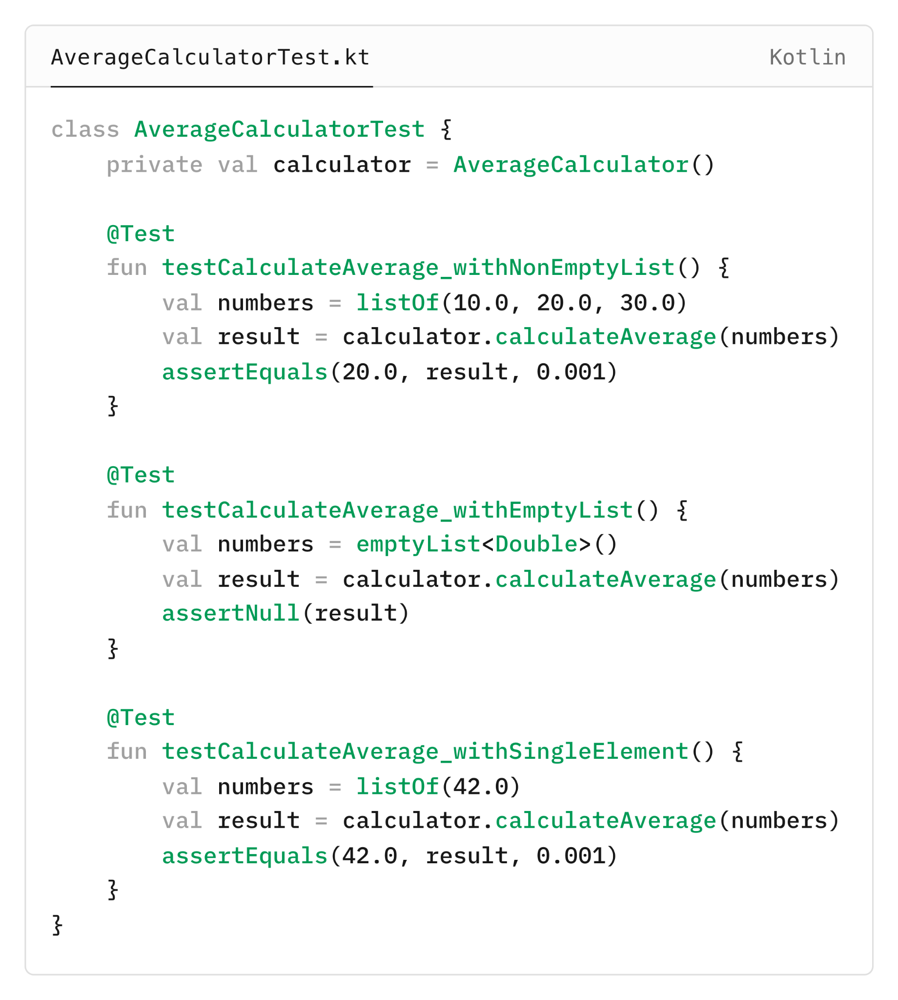 AverageCalculatorTest.kt
Kotlin
class AverageCalculatorTest {
    private val calculator = AverageCalculator()

    @Test
    fun testCalculateAverage_withNonEmptyList() {
        val numbers = listOf(10.0, 20.0, 30.0)
        val result = calculator.calculateAverage(numbers)
        assertEquals(20.0, result, 0.001)
    }

    @Test
    fun testCalculateAverage_withEmptyList() {
        val numbers = emptyList<Double>()
        val result = calculator.calculateAverage(numbers)
        assertNull(result)
    }

    @Test
    fun testCalculateAverage_withSingleElement() {
        val numbers = listOf(42.0)
        val result = calculator.calculateAverage(numbers)
        assertEquals(42.0, result, 0.001)
    }
}